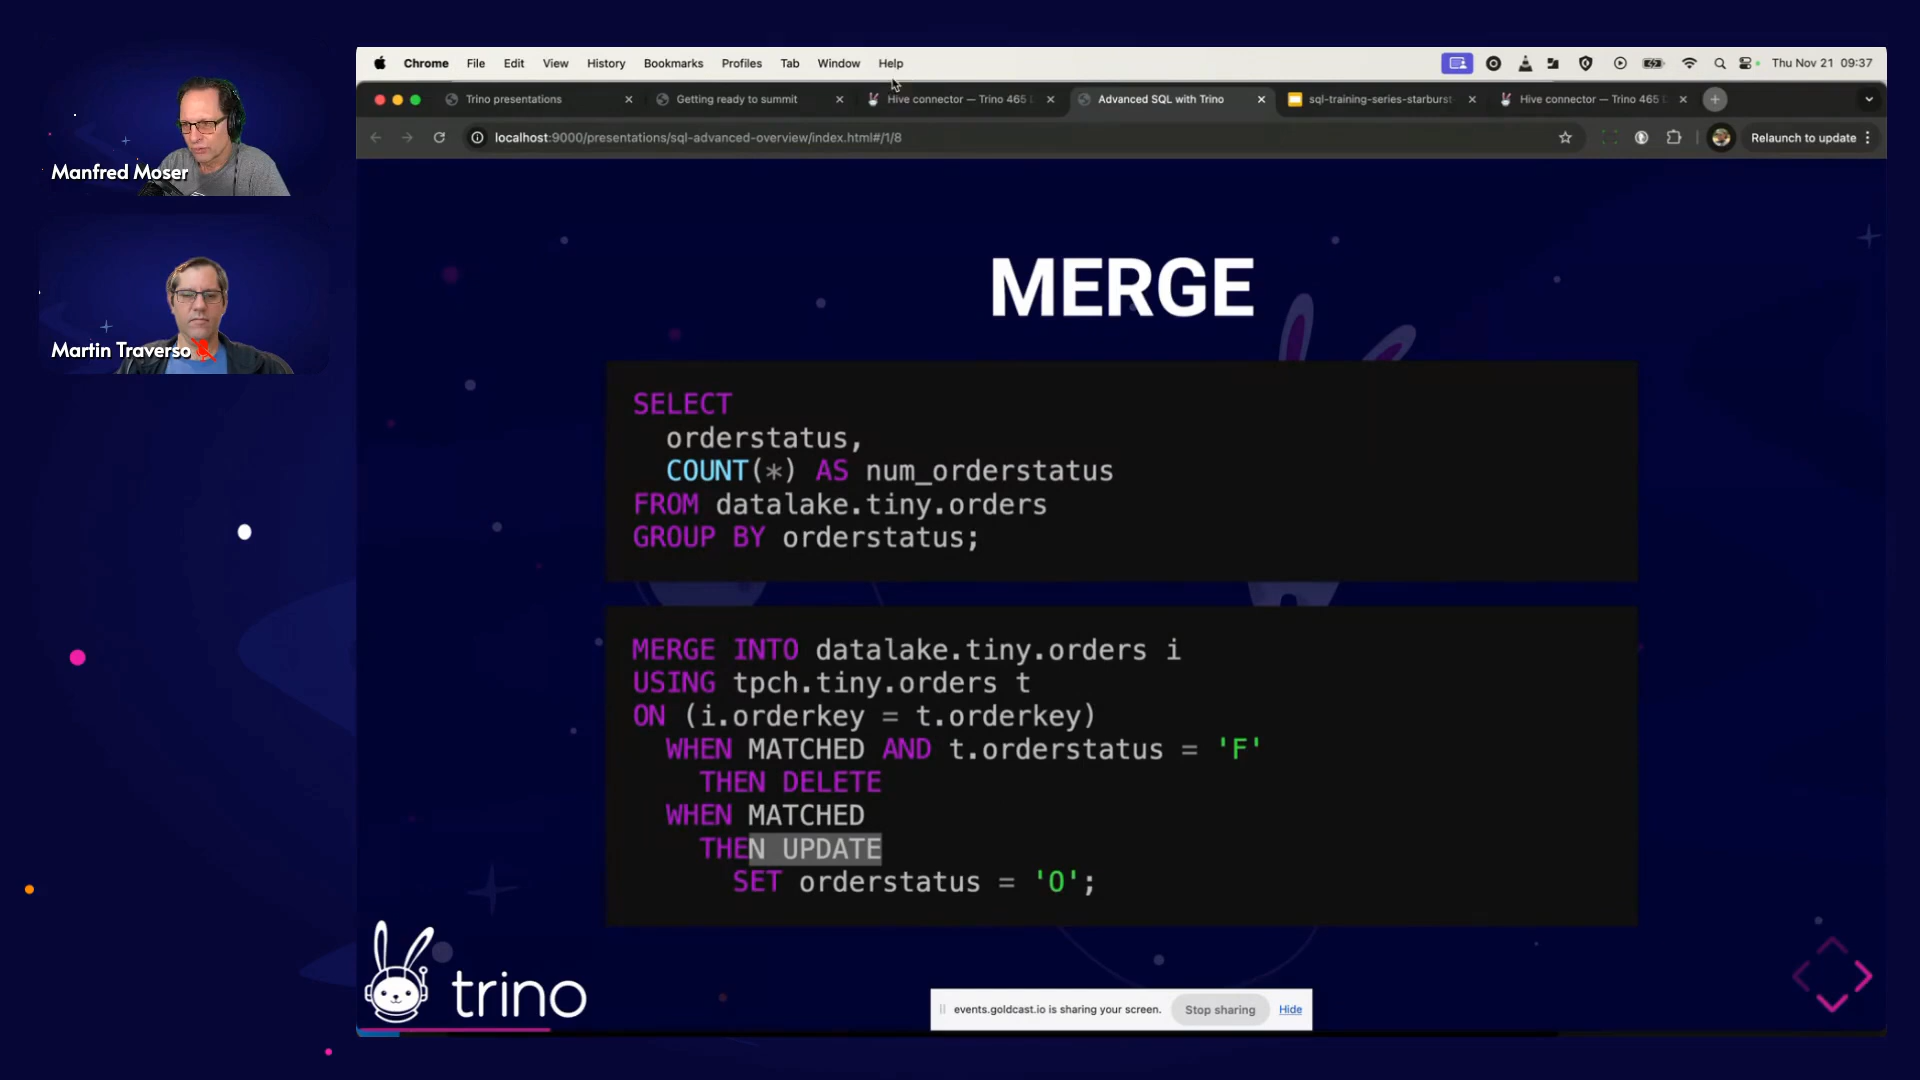 Manfred Moser
Martin Traverso
Chrome File Edit View History Bookmarks Profiles Tab Window Help
Thu Nov 21 09:37
Trino presentations
Getting ready to summit
Hive connector — Trino 465
Advanced SQL with Trino
sql-training-series-starburst
Hive connector — Trino 465
localhost:9000/presentations/sql-advanced-overview/index.html#/1/8
Relaunch to update
MERGE
SELECT
orderstatus,
COUNT(*) AS num_orderstatus
FROM datalake.tiny.orders
GROUP BY orderstatus;
MERGE INTO datalake.tiny.orders i
USING tpch.tiny.orders t
ON (i.orderkey = t.orderkey)
WHEN MATCHED AND t.orderstatus = 'F'
THEN DELETE
WHEN MATCHED
THEN UPDATE
SET orderstatus = 'O';
trino
events.goldcast.io is sharing your screen. Stop sharing Hide